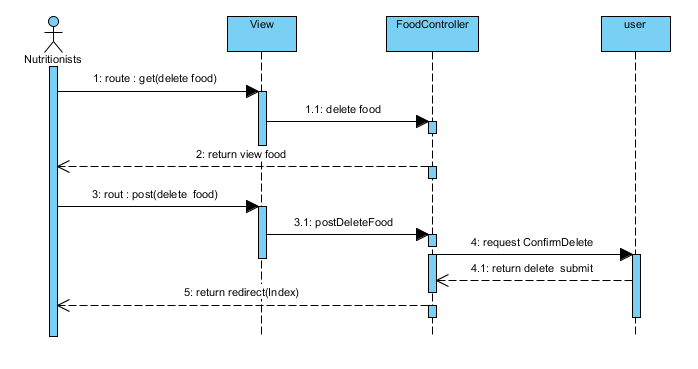 View
FoodController
user
Nutritionists
1: route : get(delete food)
1.1: delete food
2: return view food
3: rout : post(delete  food)
3.1: postDeleteFood
4: request ConfirmDelete
4.1: return delete  submit
5: return redirect(Index)